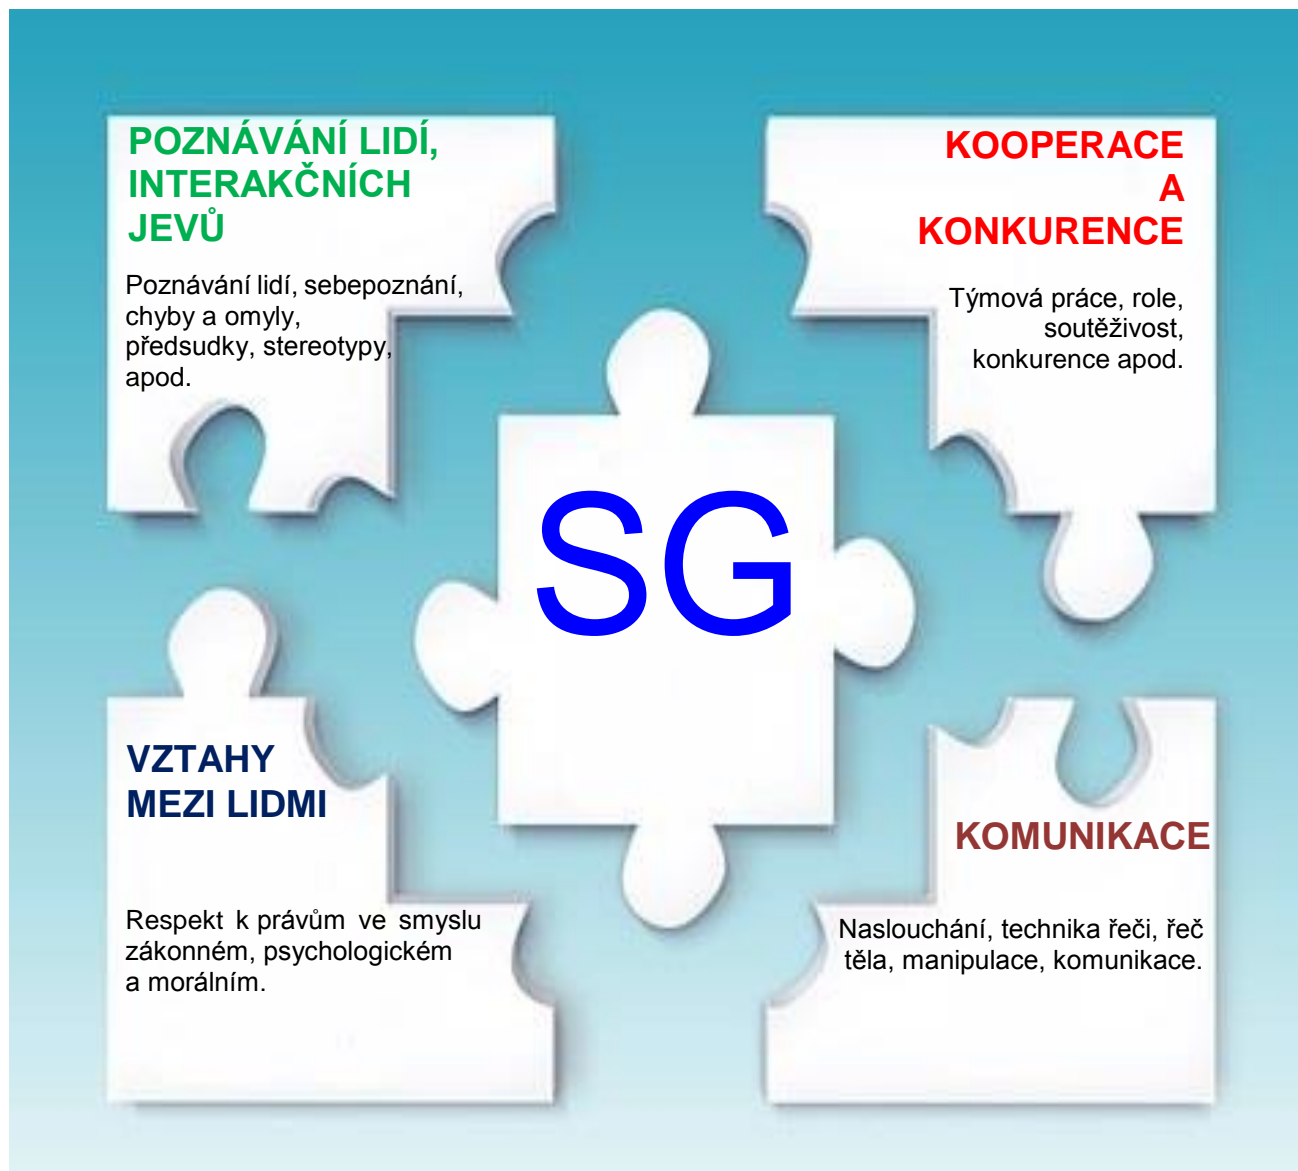 POZNÁVÁNÍ LIDÍ,
INTERAKČNÍCH
JEVŮ
Poznávání lidí, sebepoznání,
chyby a omyly,
předsudky, stereotypy,
apod.
KOOPERACE
A
KONKURENCE
Týmová práce, role,
soutěživost,
konkurence apod.
SG
VZTAHY
MEZI LIDMI
Respekt k právům ve smyslu
zákonném, psychologickém
a morálním.
KOMUNIKACE
Naslouchání, technika řeči, řeč
těla, manipulace, komunikace.